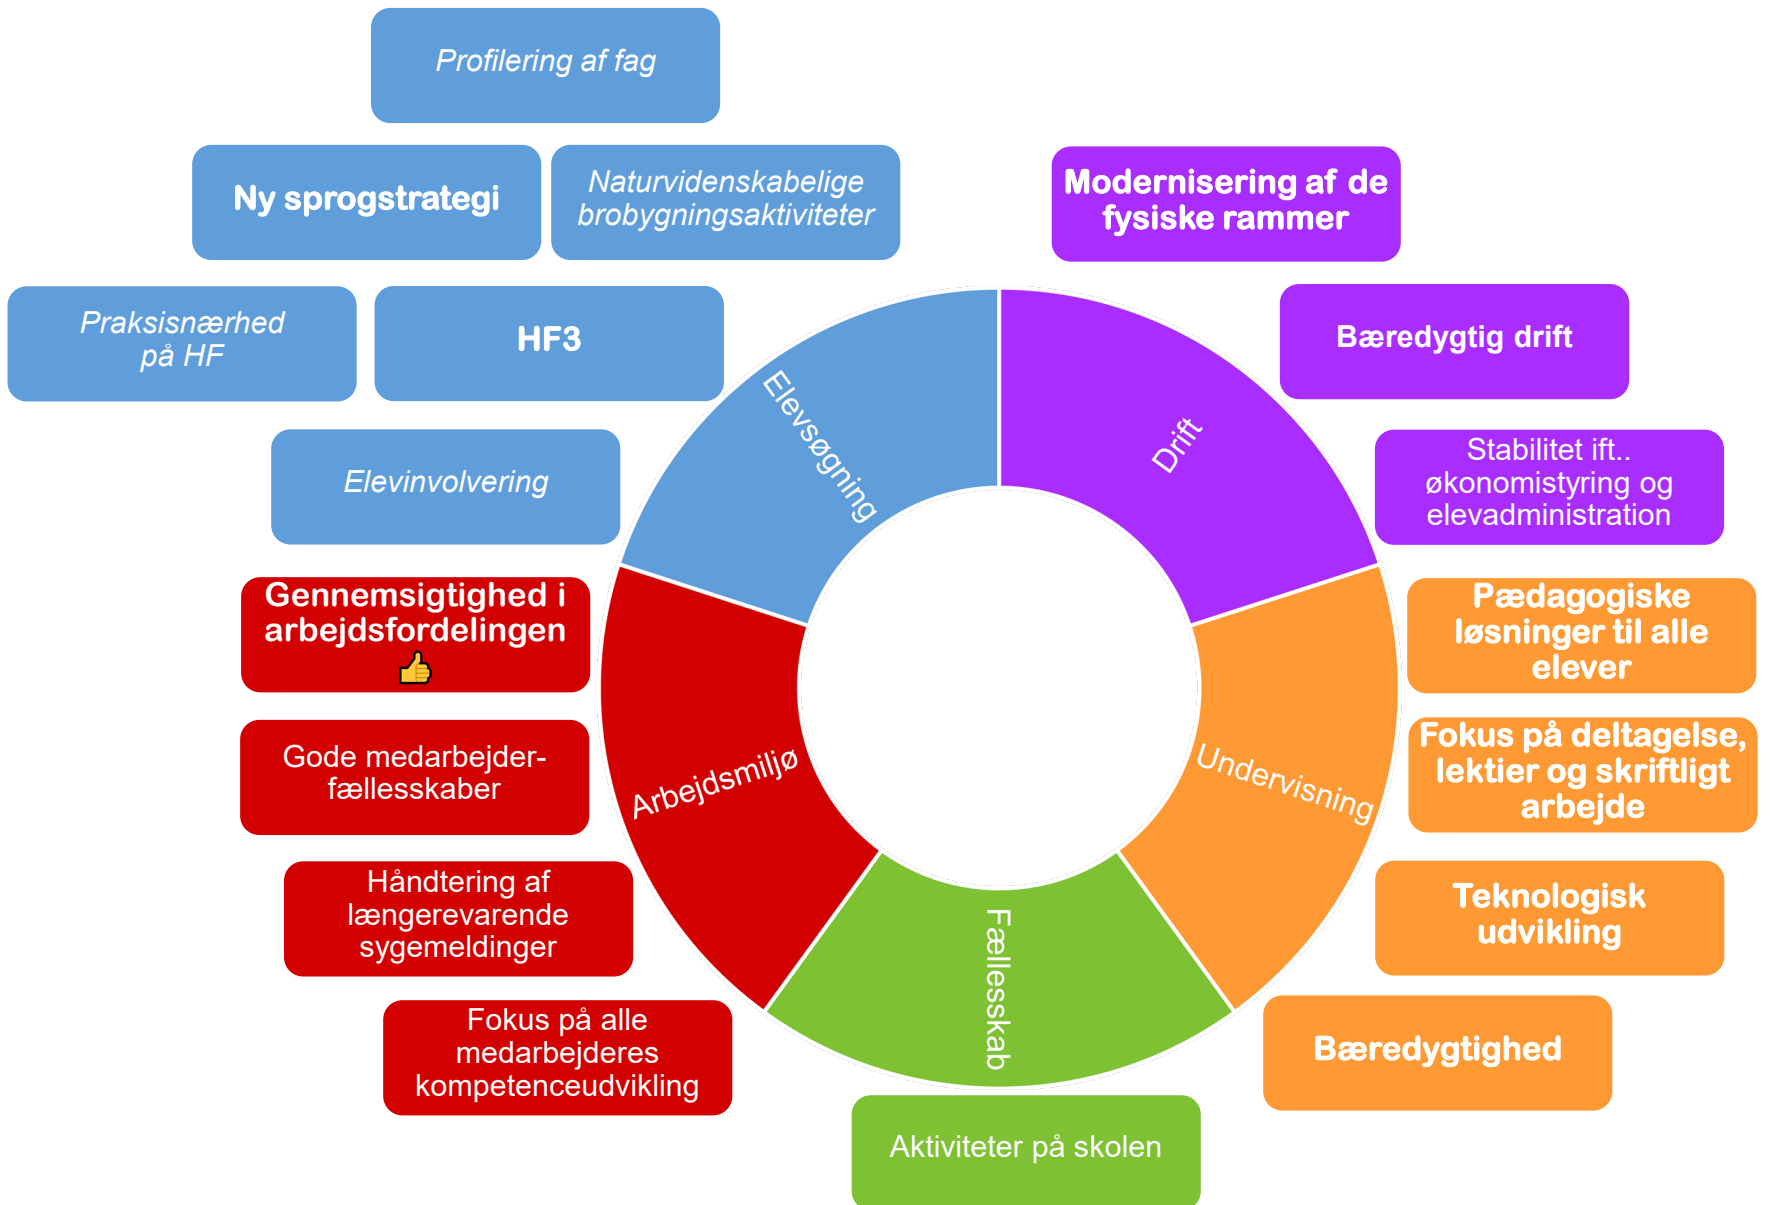 Profilering af fag
Ny sprogstrategi
Naturvidenskabelige
brobygningsaktiviteter
Modernisering af de
fysiske rammer
Praksisnærhed
på HF
HF3
Bæredygtig drift
Elevinvolvering
Stabilitet ift..
økonomistyring og
elevadministration
Elevsøgning
Drift
Gennemsigtighed i
arbejdsfordelingen
👍
Pædagogiske
løsninger til alle
elever
Gode medarbejder-
fællesskaber
Arbejdsmiljø
Undervisning
Fokus på deltagelse,
lektier og skriftligt
arbejde
Håndtering af
længerevarende
sygemeldinger
Teknologisk
udvikling
Fællesskab
Fokus på alle
medarbejderes
kompetenceudvikling
Bæredygtighed
Aktiviteter på skolen